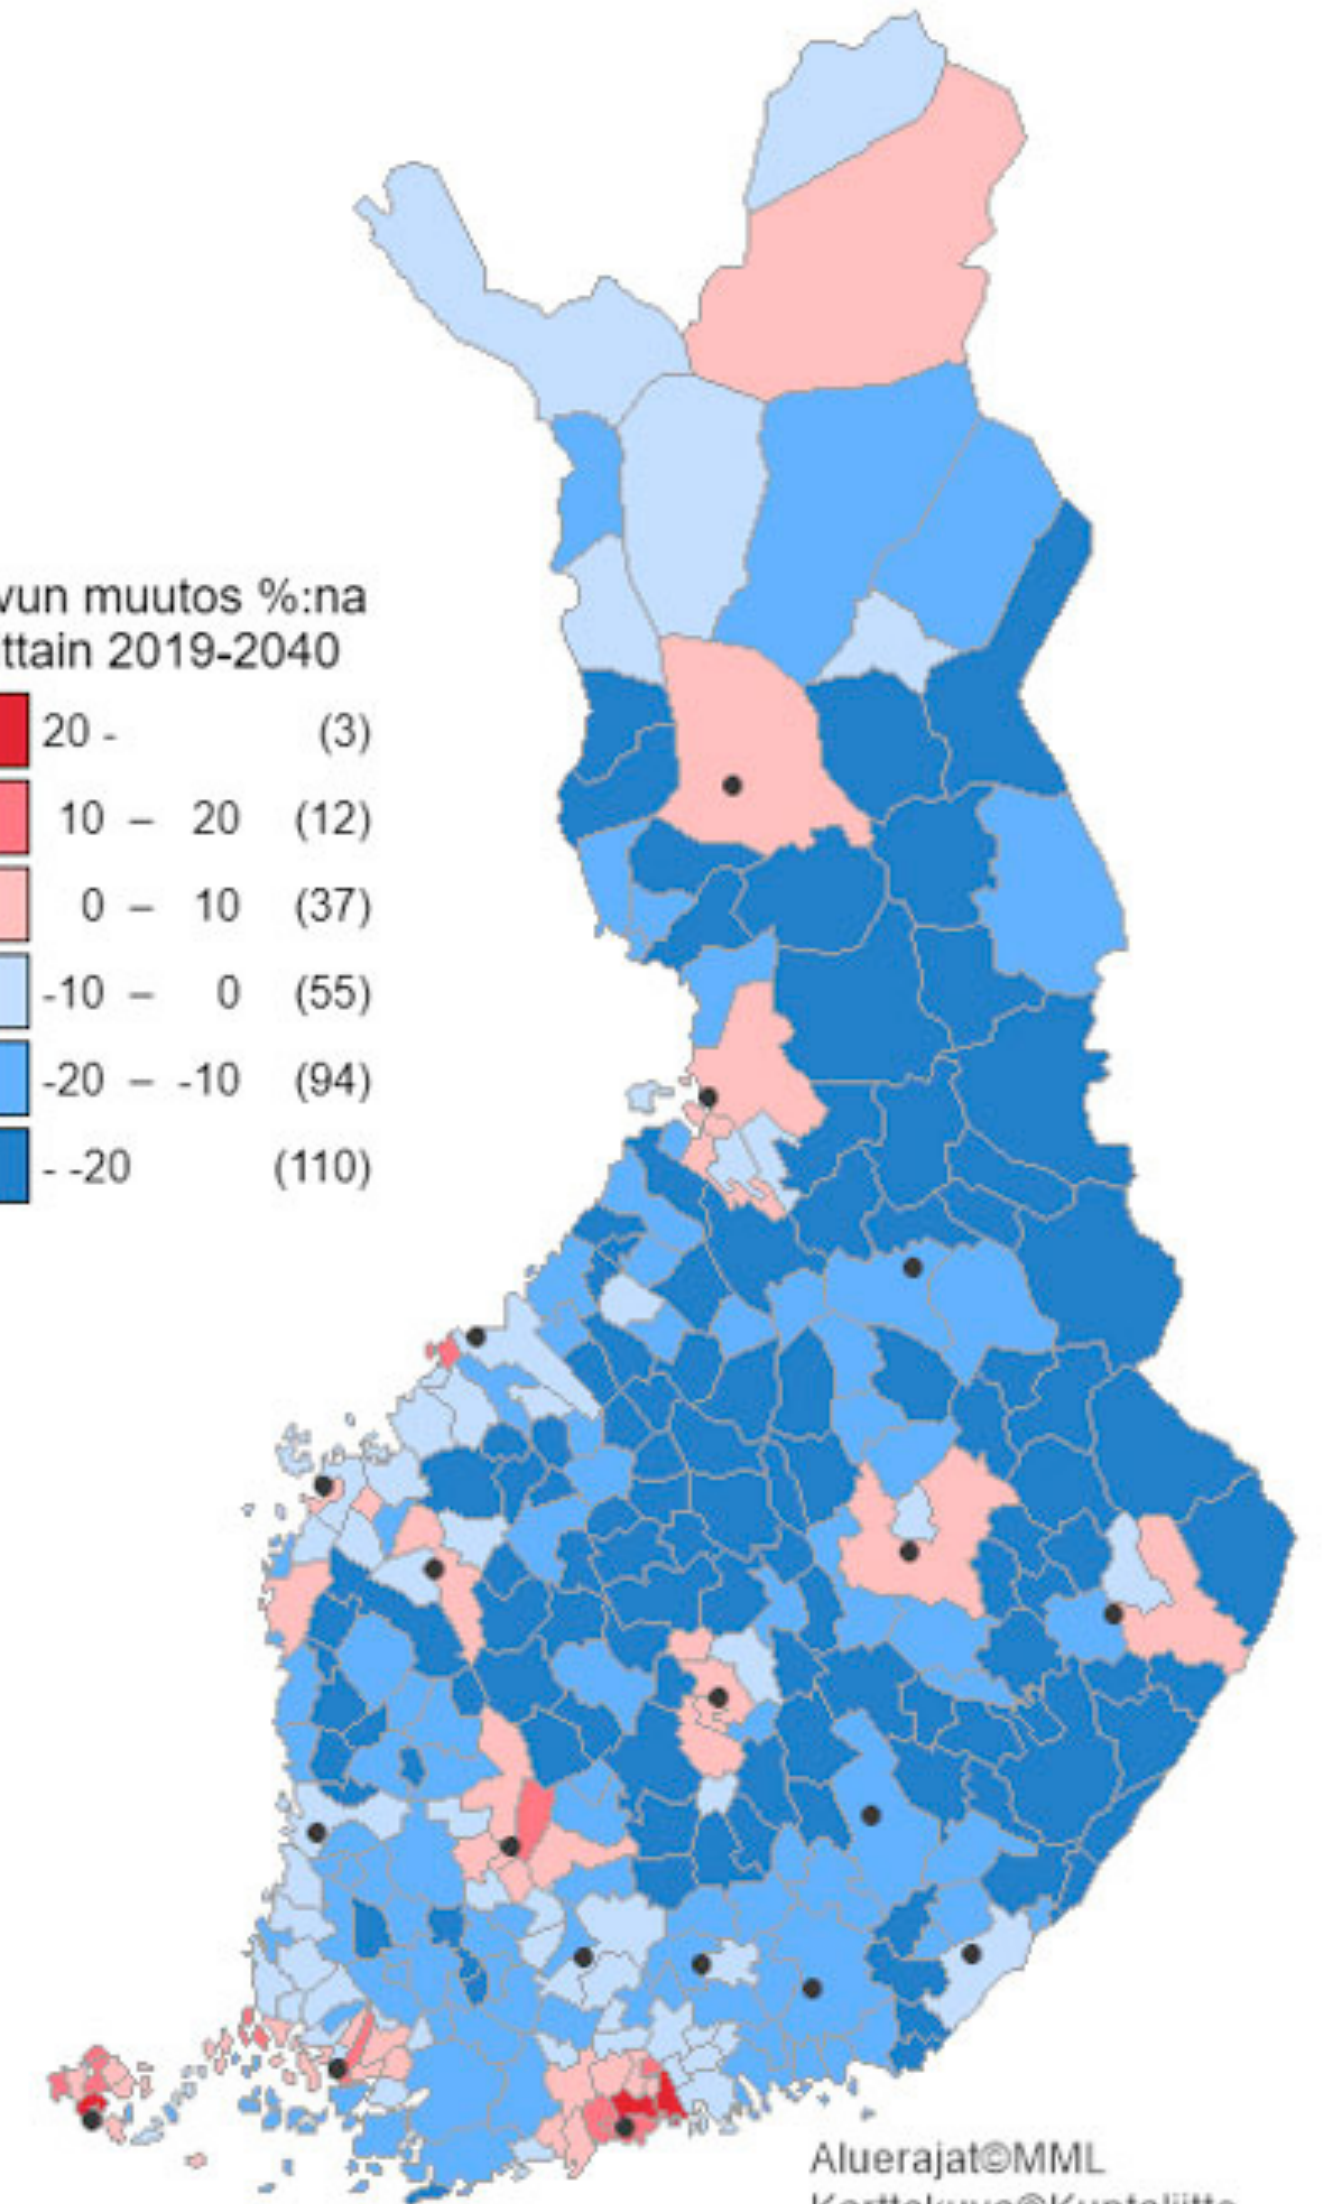 vun muutos %:na
ttain 2019-2040
20 - (3)
10 – 20 (12)
0 – 10 (37)
-10 – 0 (55)
-20 – -10 (94)
- -20 (110)
Aluerajat©MML